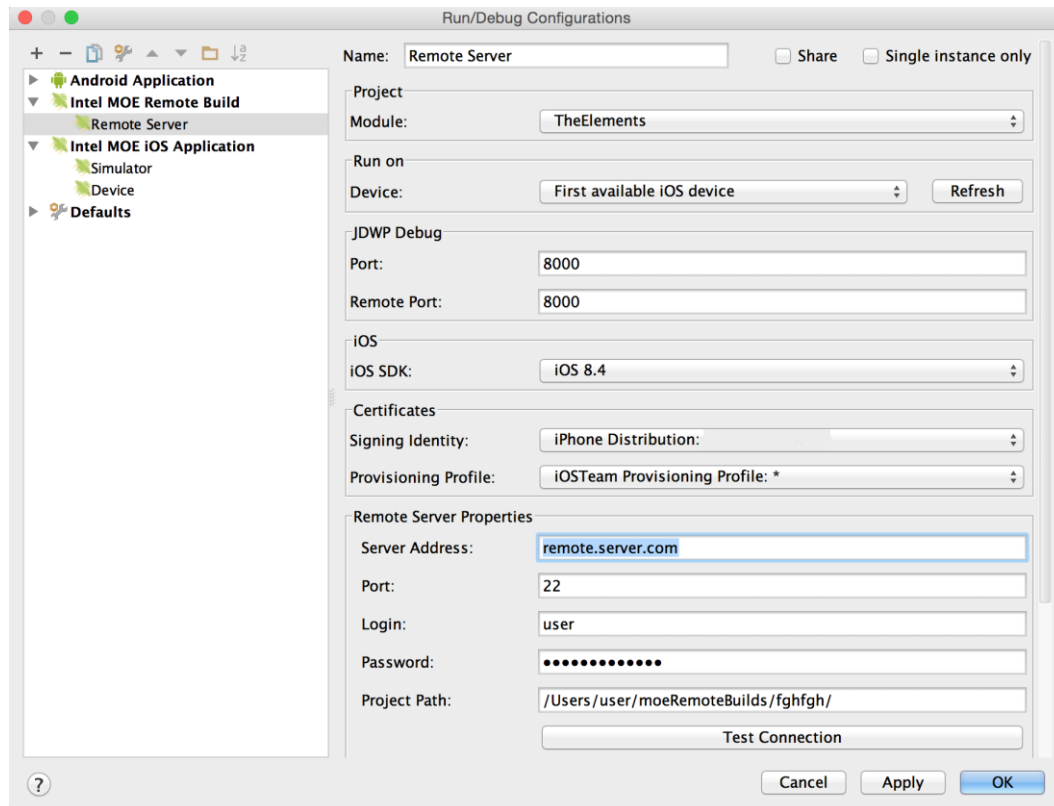 Run/Debug Configurations
Name: Remote Server Share Single instance only
Android Application
Intel MOE Remote Build
Remote Server
Intel MOE iOS Application
Simulator
Device
Defaults
Project
Module: TheElements
Run on
Device: First available iOS device Refresh
JDWP Debug
Port: 8000
Remote Port: 8000
iOS
iOS SDK: iOS 8.4
Certificates
Signing Identity: iPhone Distribution:
Provisioning Profile: iOSTeam Provisioning Profile: *
Remote Server Properties
Server Address: remote.server.com
Port: 22
Login: user
Password: •••••••••••••
Project Path: /Users/user/moeRemoteBuilds/fghfgh/
Test Connection
? Cancel Apply OK